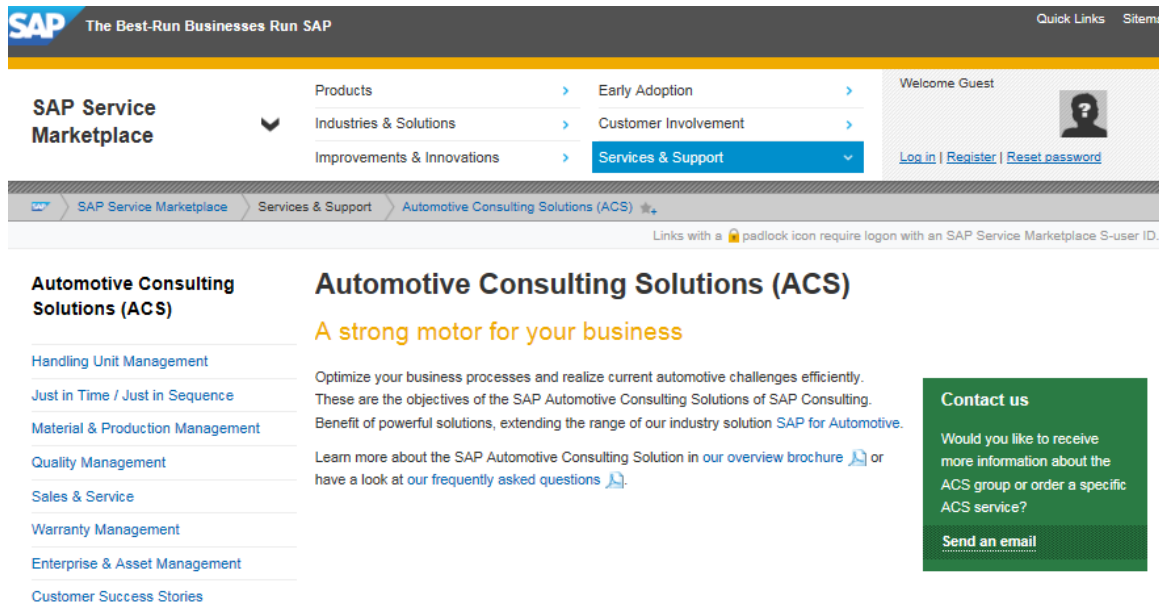 SAP The Best-Run Businesses Run SAP
Quick Links Sitema
SAP Service
Marketplace
Products
Industries & Solutions
Improvements & Innovations
Early Adoption
Customer Involvement
Services & Support
Welcome Guest
Log in | Register | Reset password
SAP SAP Service Marketplace Services & Support Automotive Consulting Solutions (ACS)
Links with a padlock icon require logon with an SAP Service Marketplace S-user ID.
Automotive Consulting
Solutions (ACS)
Handling Unit Management
Just in Time / Just in Sequence
Material & Production Management
Quality Management
Sales & Service
Warranty Management
Enterprise & Asset Management
Customer Success Stories
Automotive Consulting Solutions (ACS)
A strong motor for your business
Optimize your business processes and realize current automotive challenges efficiently.
These are the objectives of the SAP Automotive Consulting Solutions of SAP Consulting.
Benefit of powerful solutions, extending the range of our industry solution SAP for Automotive.
Learn more about the SAP Automotive Consulting Solution in our overview brochure or
have a look at our frequently asked questions .
Contact us
Would you like to receive
more information about the
ACS group or order a specific
ACS service?
Send an email